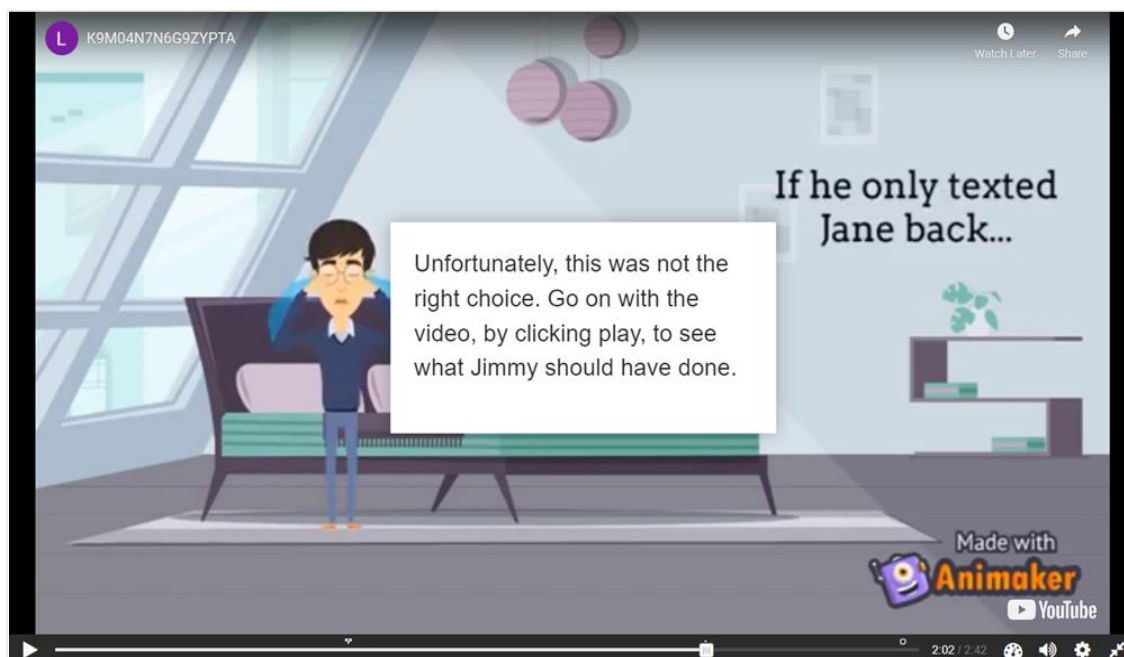 L K9M04N7N6G9ZYPTA
Watch Later Share
If he only texted
Jane back...
Unfortunately, this was not the
right choice. Go on with the
video, by clicking play, to see
what Jimmy should have done.
Made with
Animaker
YouTube
2:02 / 2:42